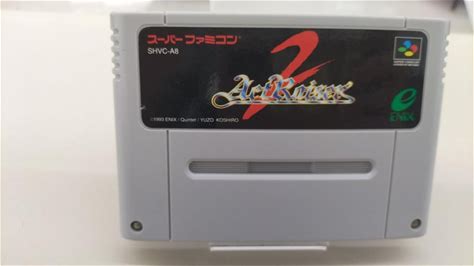 スーパーファミコン
SHVC-A8
2
ActRaiser
©1993 ENIX / Quintet / YUZO KOSHIRO
ENIX